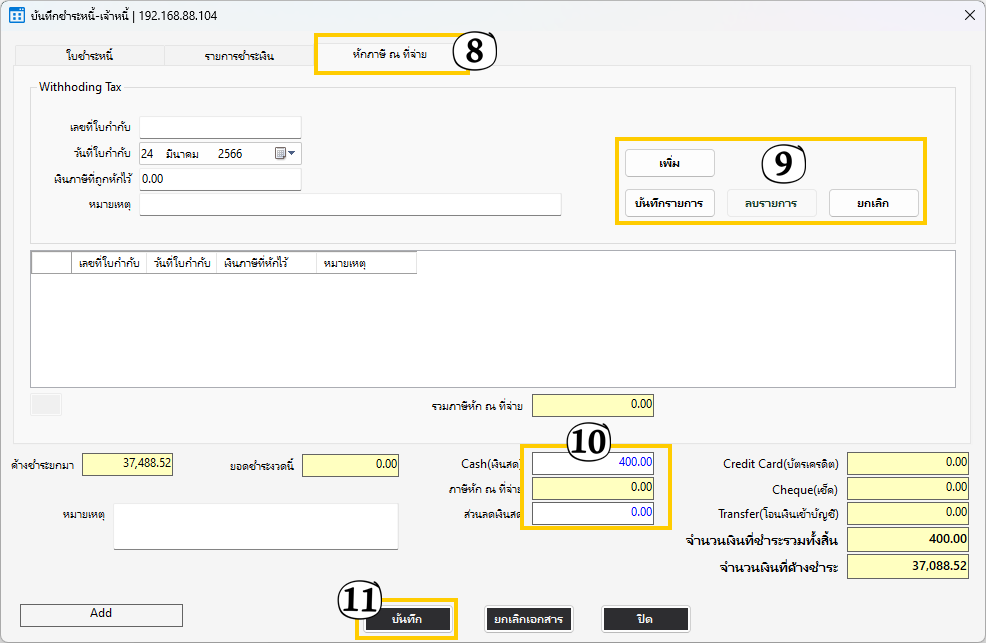 บันทึกชำระหนี้-เจ้าหนี้ | 192.168.88.104
ใบชำระหนี้ รายการชำระเงิน หักภาษี ณ ที่จ่าย 8
Withhoding Tax
เลขที่ใบกำกับ
วันที่ใบกำกับ 24 มีนาคม 2566
เงินภาษีที่ถูกหักไว้ 0.00
หมายเหตุ
เพิ่ม 9
บันทึกรายการ ลบรายการ ยกเลิก
เลขที่ใบกำกับ วันที่ใบกำกับ เงินภาษีที่หักไว้ หมายเหตุ
รวมภาษีหัก ณ ที่จ่าย 0.00
10
ค้างชำระยกมา 37,488.52 ยอดชำระงวดนี้ 0.00 Cash(เงินสด) 400.00 Credit Card(บัตรเครดิต) 0.00
ภาษีหัก ณ ที่จ่าย 0.00 Cheque(เช็ค) 0.00
หมายเหตุ ส่วนลดเงินสด 0.00 Transfer(โอนเงินเข้าบัญชี) 0.00
จำนวนเงินที่ชำระรวมทั้งสิ้น 400.00
จำนวนเงินที่ค้างชำระ 37,088.52
11
Add บันทึก ยกเลิกเอกสาร ปิด